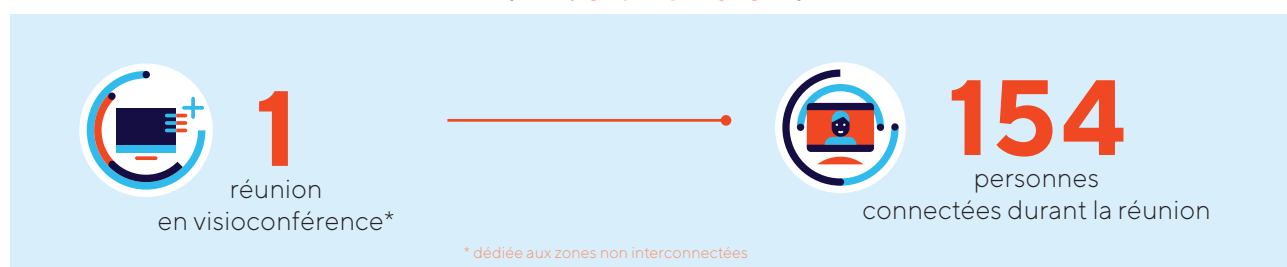 1
réunion
en visioconférence*
154
personnes
connectées durant la réunion
* dédiée aux zones non interconnectées